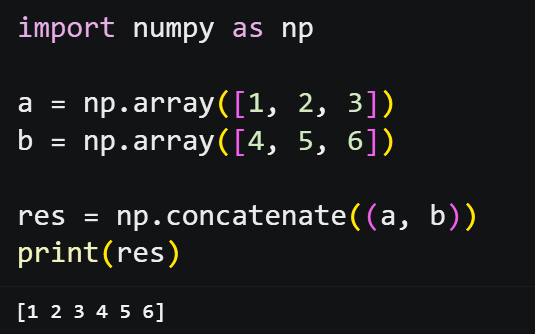 import numpy as np
a = np.array([1, 2, 3])
b = np.array([4, 5, 6])
res = np.concatenate((a, b))
print(res)
[1 2 3 4 5 6]